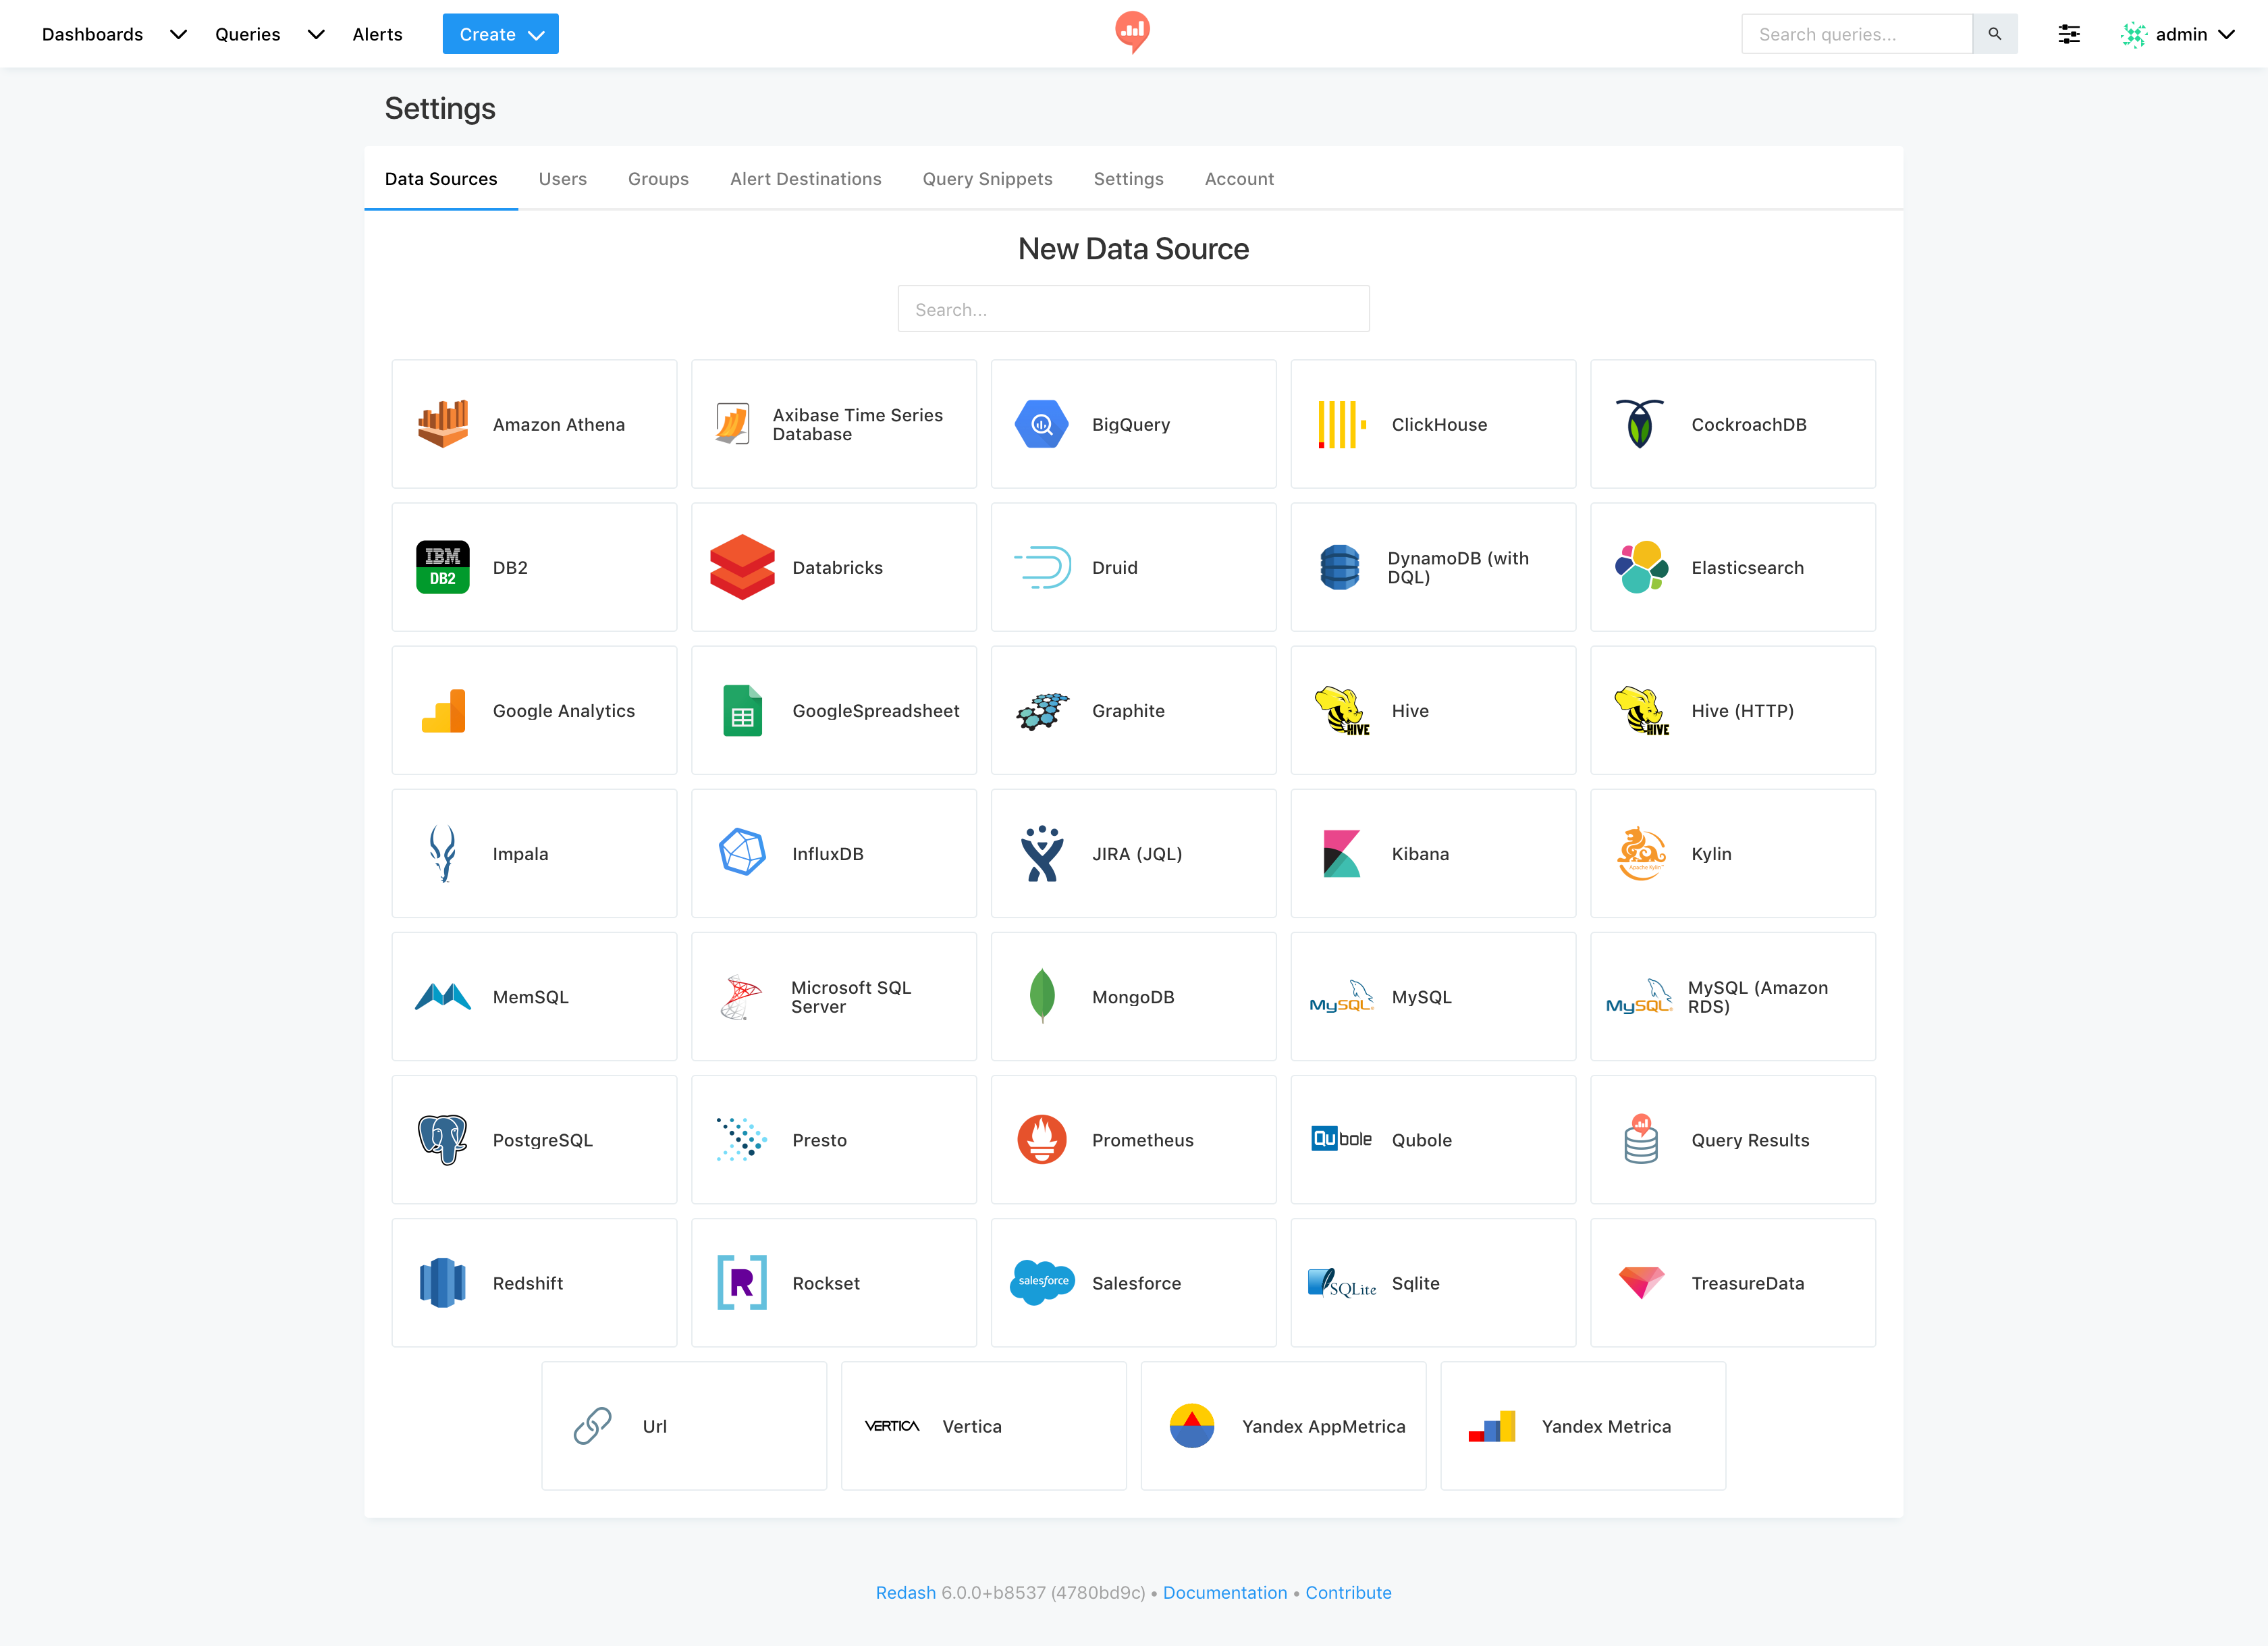 Dashboards Queries Alerts Create Search queries... admin
Settings
Data Sources Users Groups Alert Destinations Query Snippets Settings Account
New Data Source
Search...
Amazon Athena
Axibase Time Series
Database
BigQuery
ClickHouse
CockroachDB
IBM
DB2
DB2
Databricks
Druid
DynamoDB (with
DQL)
Elasticsearch
Google Analytics
GoogleSpreadsheet
Graphite
HIVE
Hive
HIVE
Hive (HTTP)
Impala
InfluxDB
JIRA (JQL)
Kibana
Apache Kylin™
Kylin
MemSQL
Microsoft SQL
Server
MongoDB
MySQL
MySQL
MySQL
MySQL (Amazon
RDS)
PostgreSQL
Presto
Prometheus
Qubole
Qubole
Query Results
Redshift
R
Rockset
salesforce
Salesforce
SQLite
Sqlite
TreasureData
Url
VERTICA
Vertica
Yandex AppMetrica
Yandex Metrica
Redash 6.0.0+b8537 (4780bd9c) • Documentation • Contribute